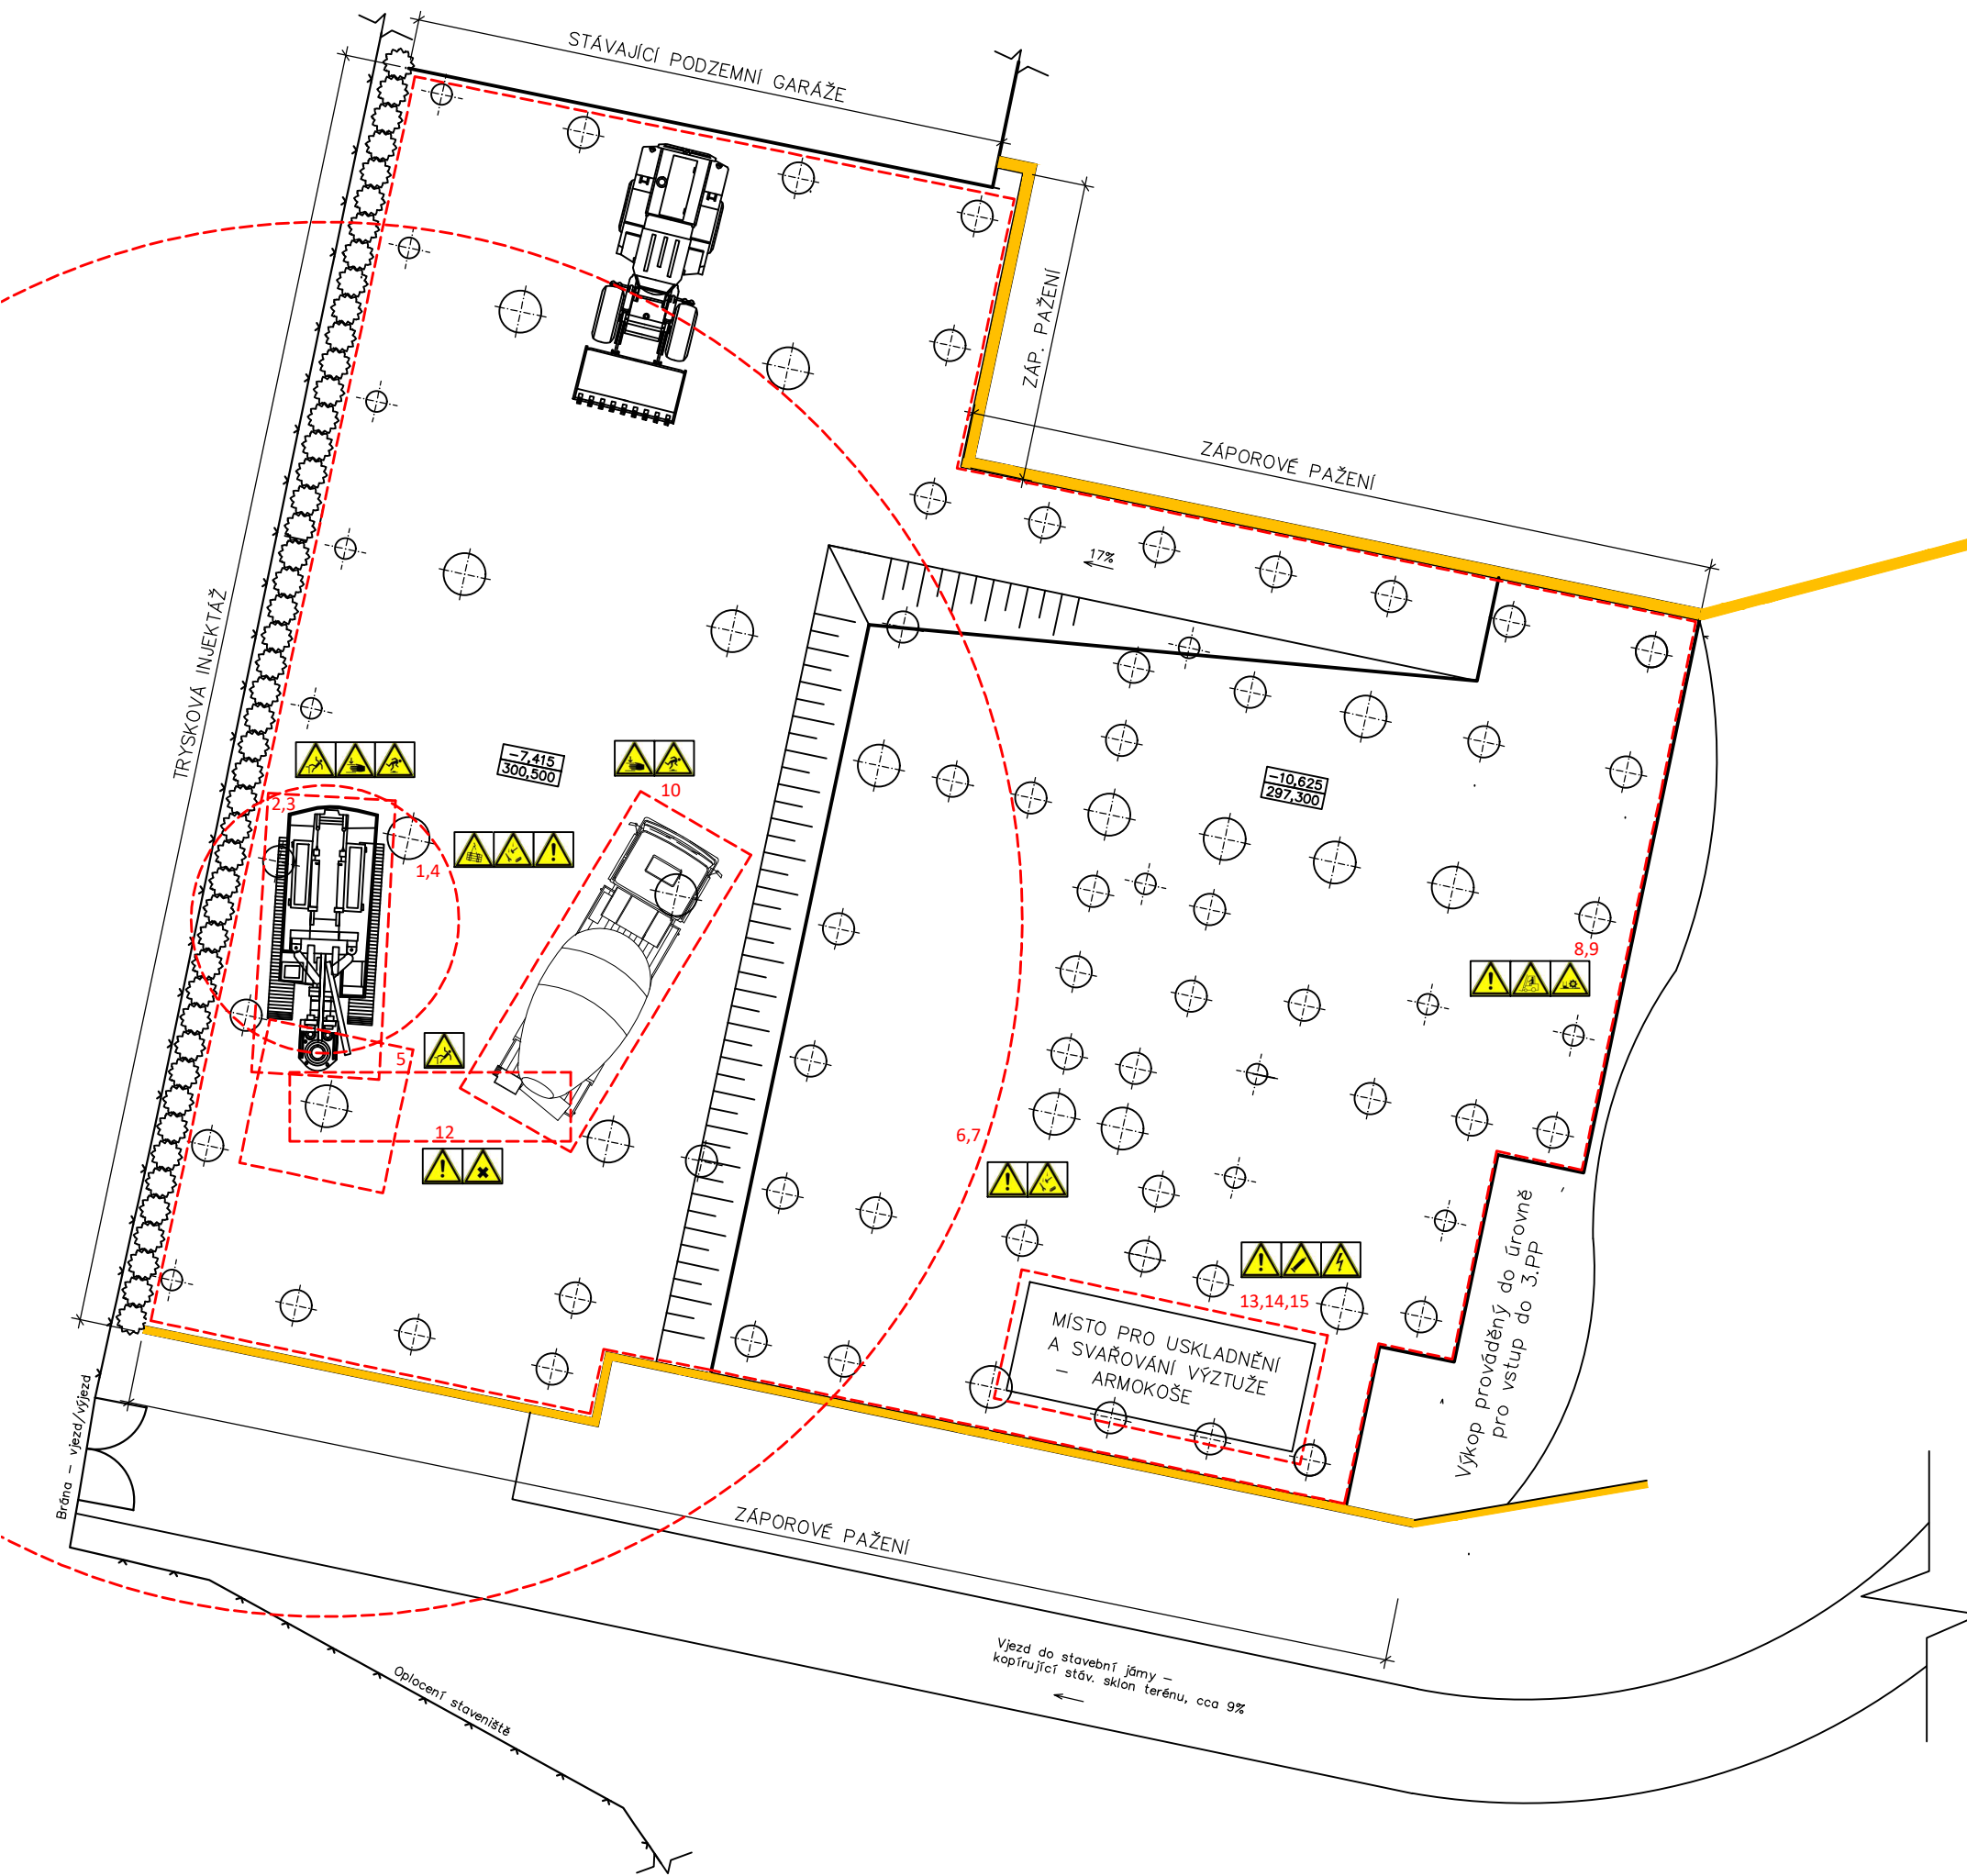 STÁVAJÍCÍ PODZEMNÍ GARÁŽE
ZÁP. PAŽENÍ
ZÁPOROVÉ PAŽENÍ
17%
TRYSKOVÁ INJEKTÁŽ
-7,415
300,500
10
-10,625
297,300
2,3
1,4
8,9
5
12
6,7
13,14,15
MÍSTO PRO USKLADNĚNÍ
A SVAŘOVÁNÍ VÝZTUŽE
- ARMOKOŠE
Výkop prováděný do úrovně
pro vstup do 3.PP
Brána - vjezd/výjezd
ZÁPOROVÉ PAŽENÍ
Vjezd do stavební jámy -
kopírující stáv. sklon terénu, cca 9%
Oplocení staveniště